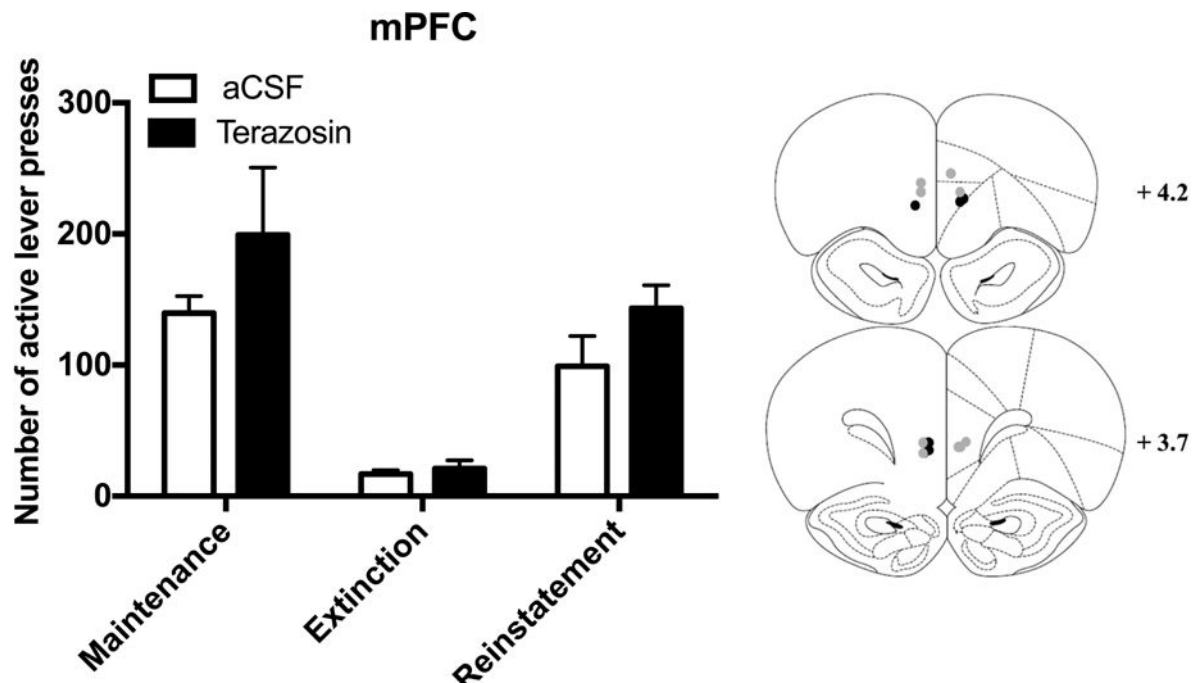 mPFC
Number of active lever presses
aCSF
Terazosin
300
200
100
0
Maintenance
Extinction
Reinstatement
+ 4.2
+ 3.7